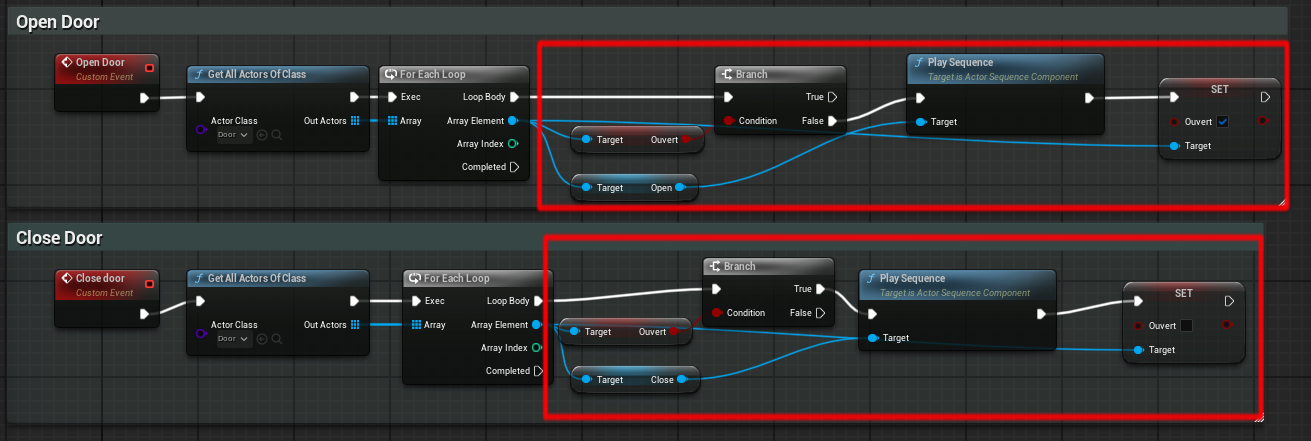 Open Door
Open Door
Custom Event
Get All Actors Of Class
Actor Class
Door
Out Actors
For Each Loop
Exec
Loop Body
Array
Array Element
Array Index
Completed
Target
Ouvert
Target
Open
Branch
True
Condition
False
Play Sequence
Target is Actor Sequence Component
Target
SET
Ouvert
Target
Close Door
Close door
Custom Event
Get All Actors Of Class
Actor Class
Door
Out Actors
For Each Loop
Exec
Loop Body
Array
Array Element
Array Index
Completed
Target
Ouvert
Target
Close
Branch
True
Condition
False
Play Sequence
Target is Actor Sequence Component
Target
SET
Ouvert
Target